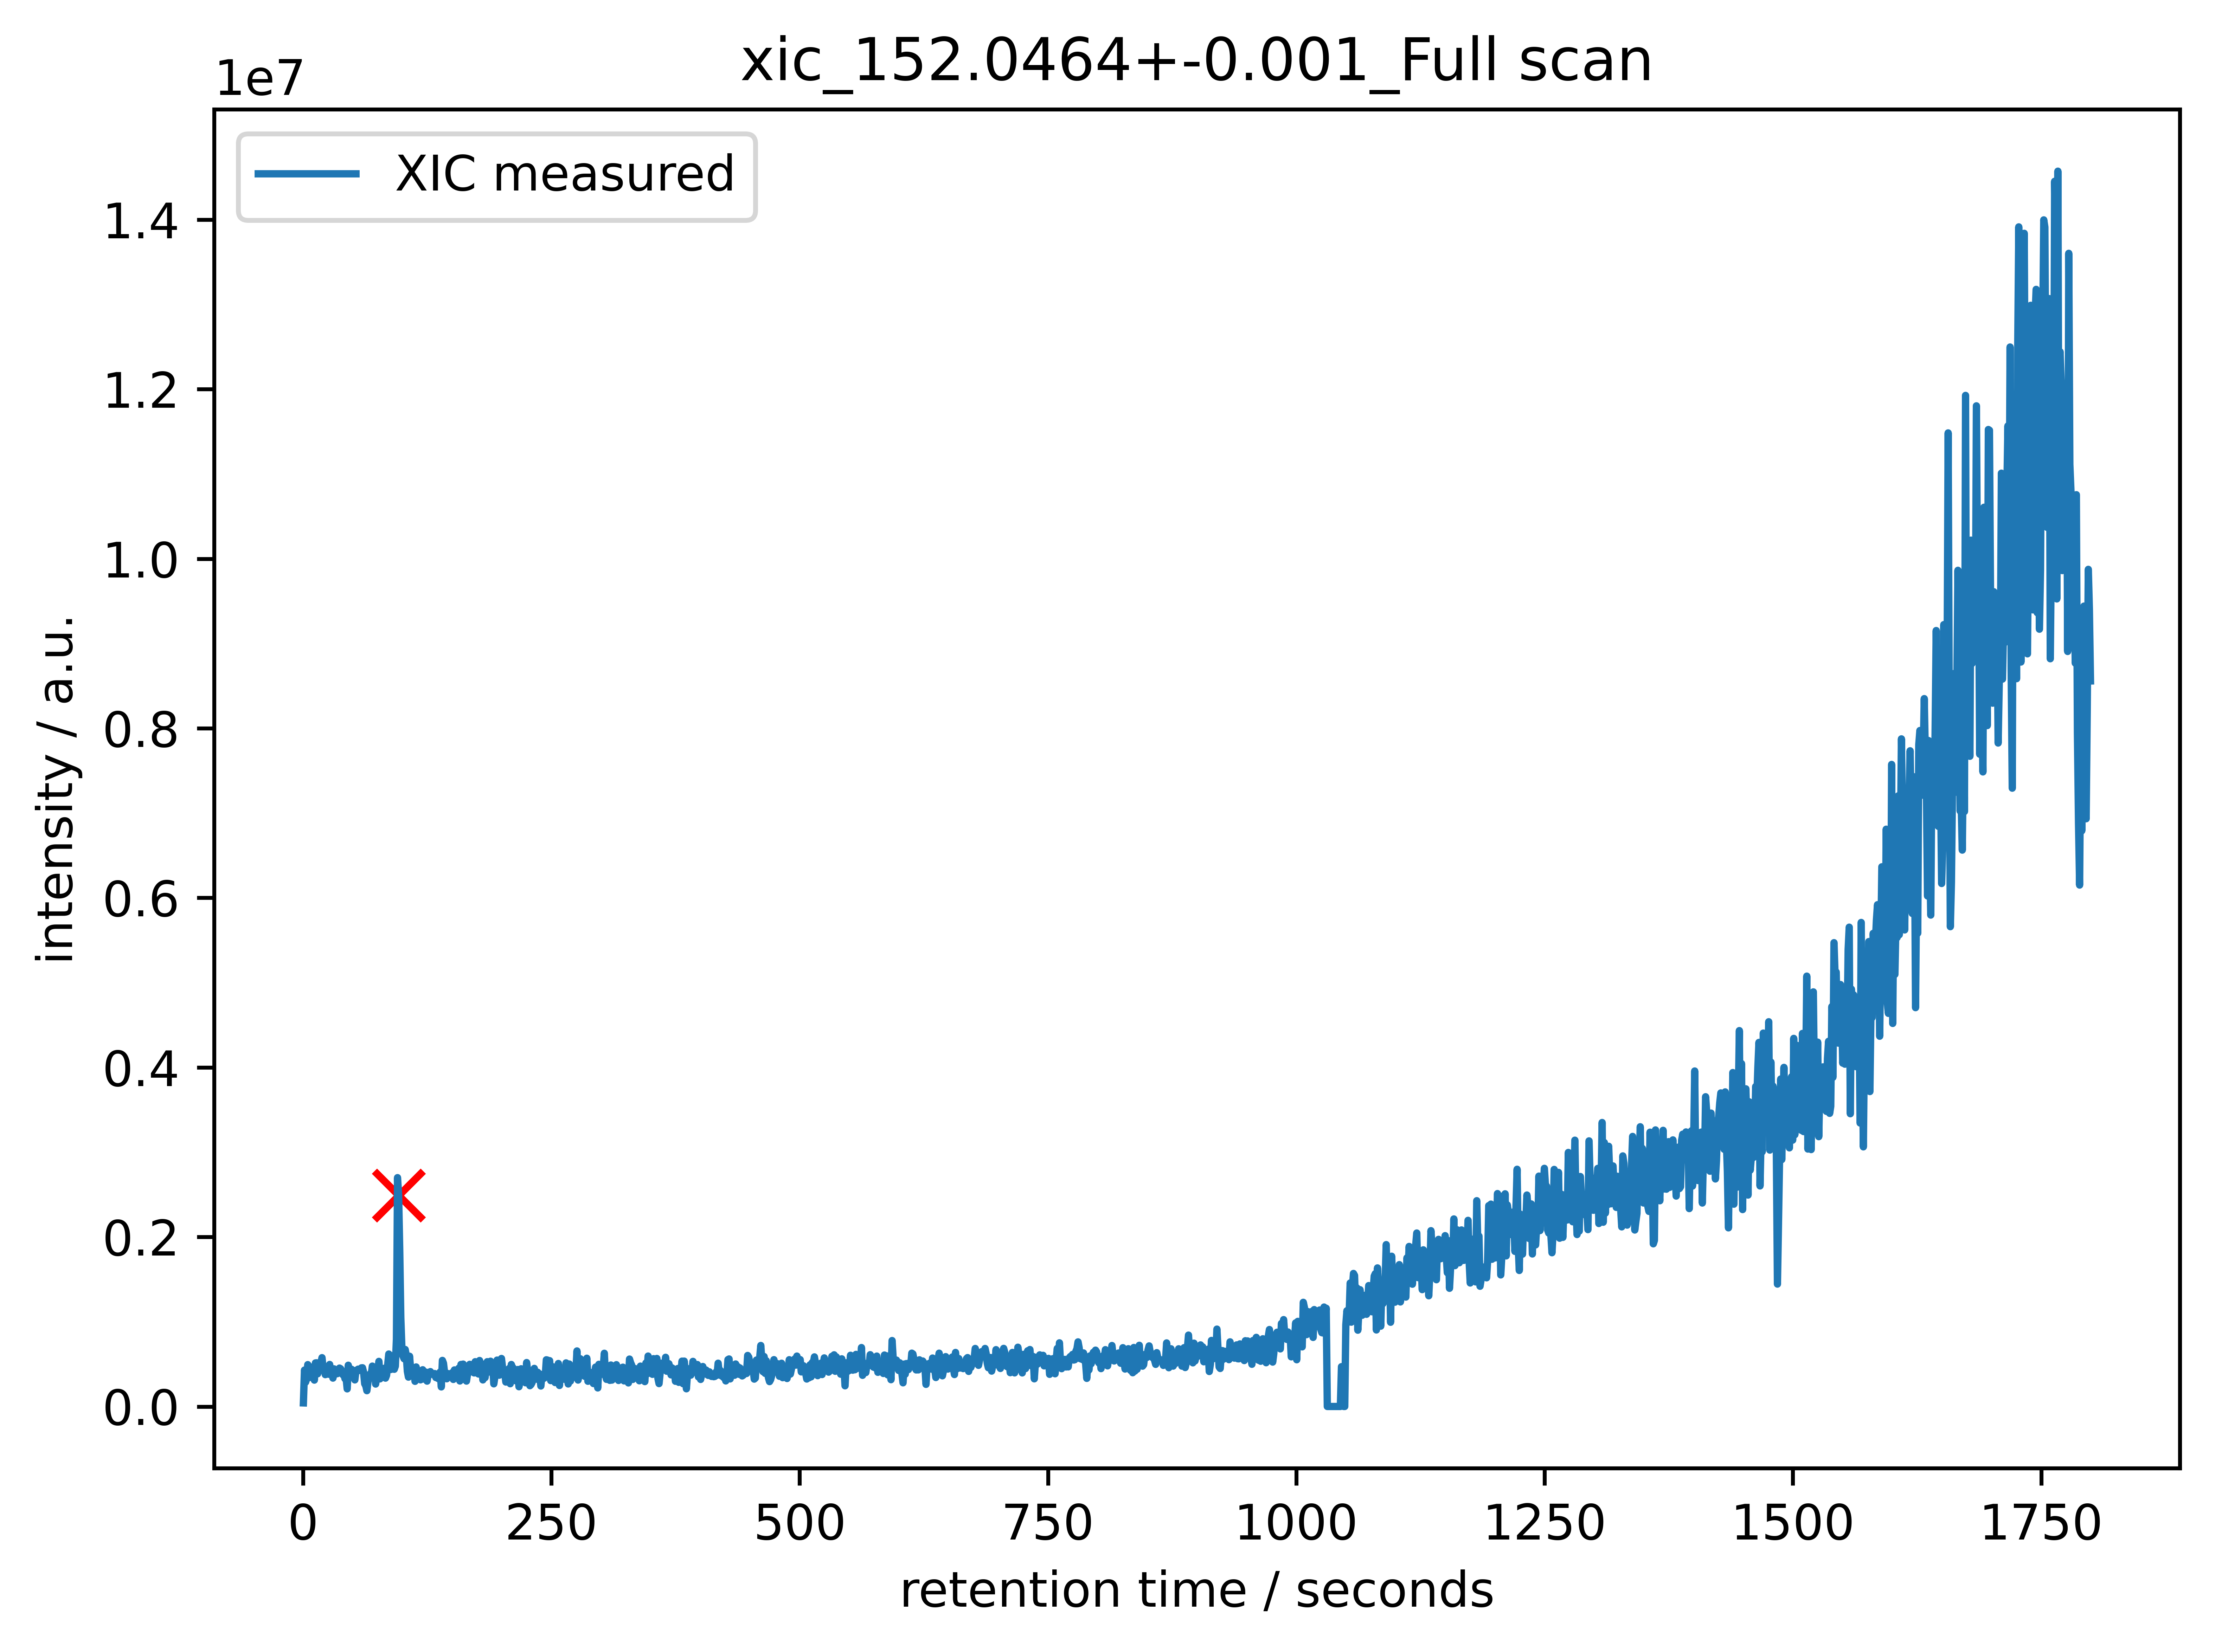 xic_152.0464+-0.001_Full scan
1e7
XIC measured
1.4
1.2
1.0
0.8
0.6
0.4
0.2
0.0
intensity / a.u.
0 250 500 750 1000 1250 1500 1750
retention time / seconds